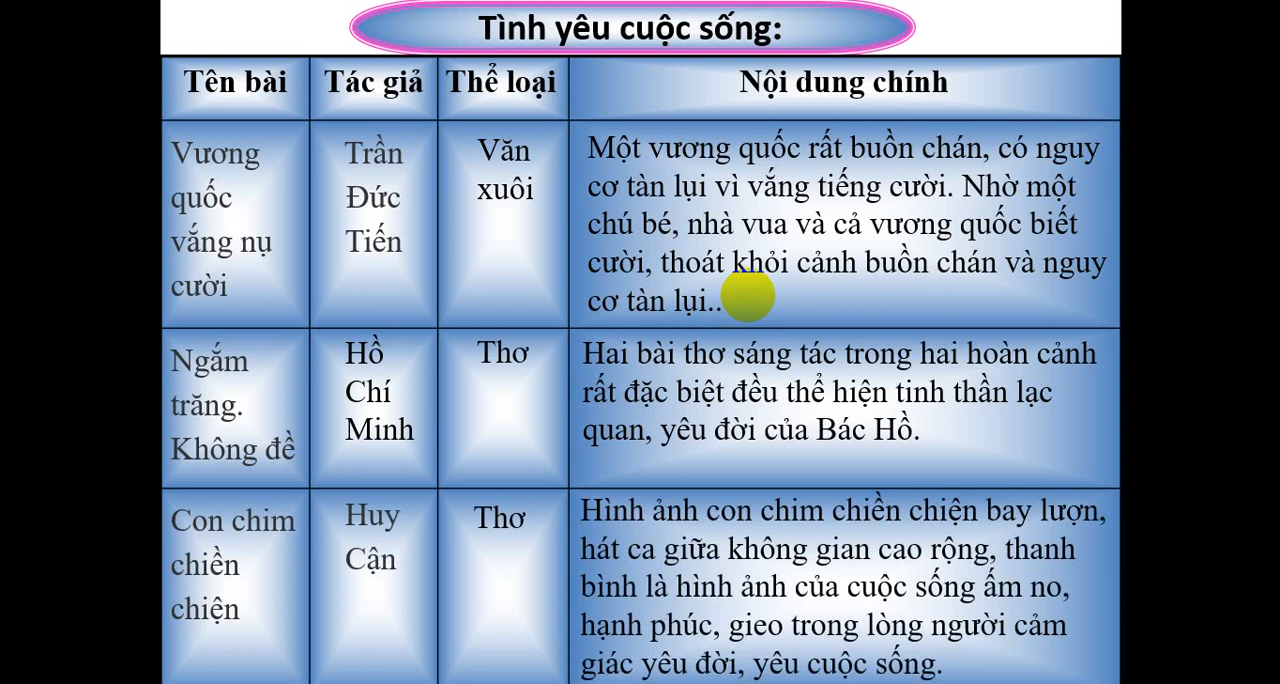 Tình yêu cuộc sống:
Tên bài
Tác giả
Thể loại
Nội dung chính
Vương
quốc
vắng nụ
cười
Trần
Đức
Tiến
Văn
xuôi
Một vương quốc rất buồn chán, có nguy
cơ tàn lụi vì vắng tiếng cười. Nhờ một
chú bé, nhà vua và cả vương quốc biết
cười, thoát khỏi cảnh buồn chán và nguy
cơ tàn lụi..
Ngắm
trăng.
Không đề
Hồ
Chí
Minh
Thơ
Hai bài thơ sáng tác trong hai hoàn cảnh
rất đặc biệt đều thể hiện tinh thần lạc
quan, yêu đời của Bác Hồ.
Con chim
chiền
chiện
Huy
Cận
Thơ
Hình ảnh con chim chiền chiện bay lượn,
hát ca giữa không gian cao rộng, thanh
bình là hình ảnh của cuộc sống ấm no,
hạnh phúc, gieo trong lòng người cảm
giác yêu đời, yêu cuộc sống.